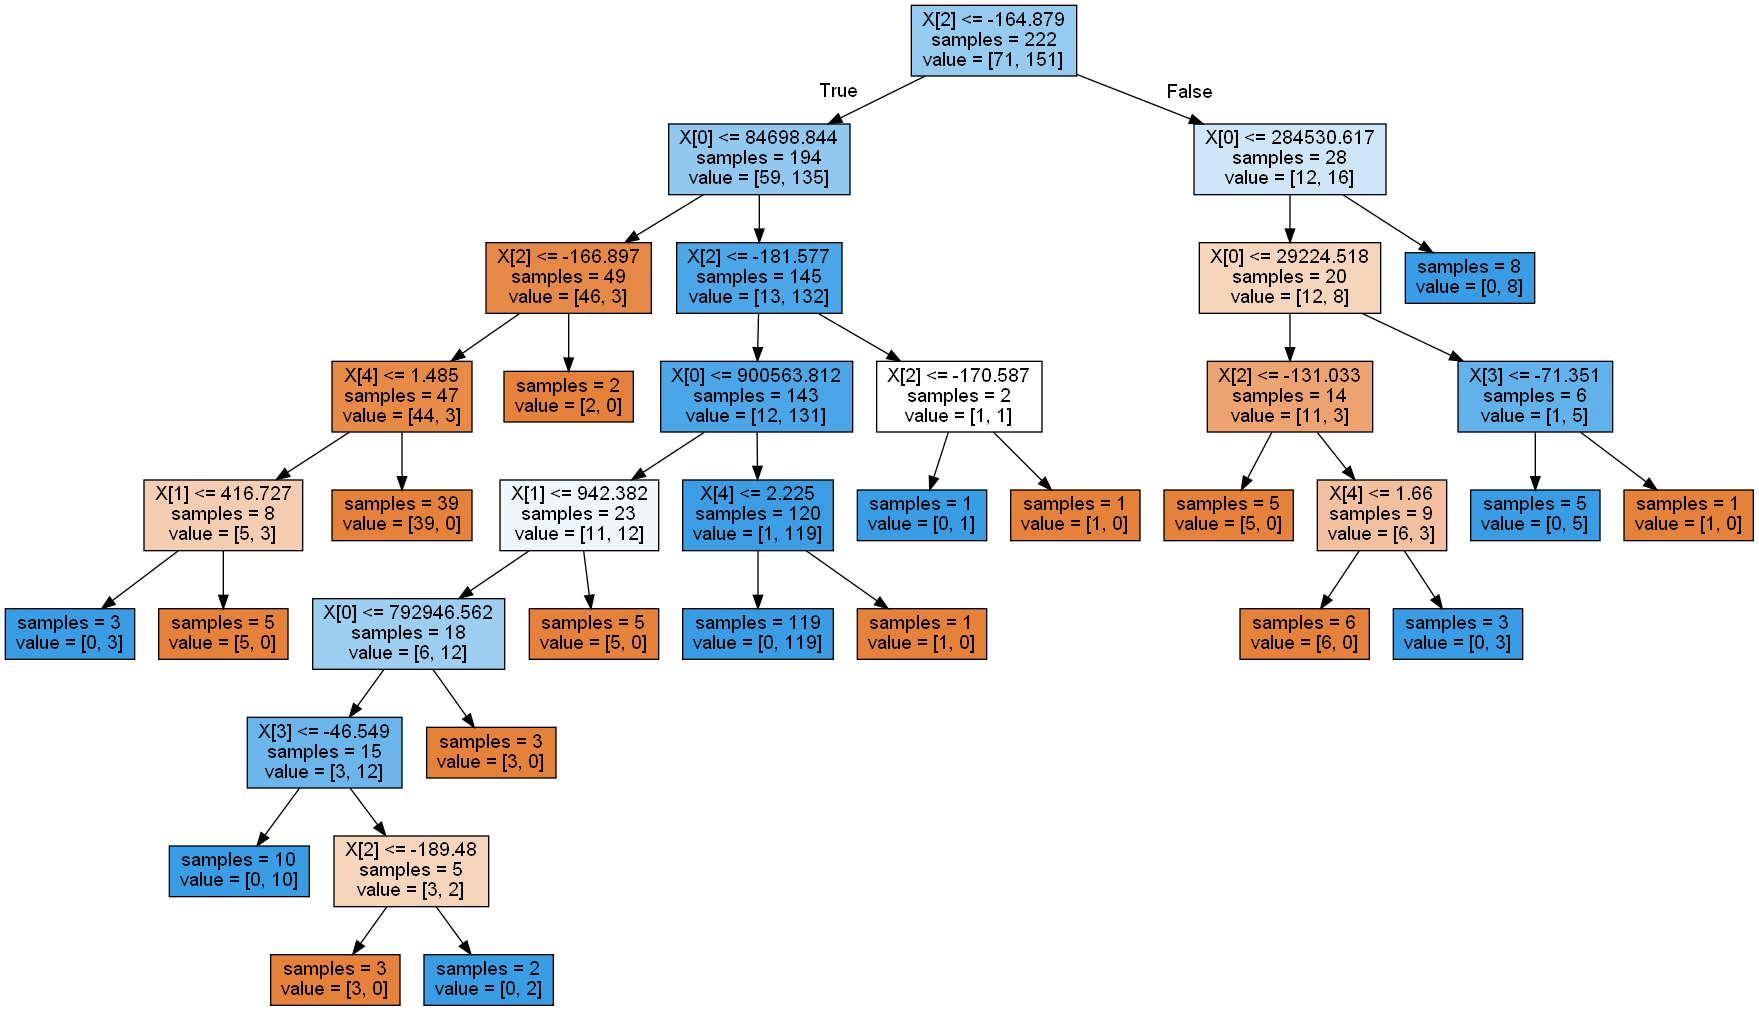 X[2] <= -164.879
samples = 222
value = [71, 151]
True
False
X[0] <= 84698.844
samples = 194
value = [59, 135]
X[0] <= 284530.617
samples = 28
value = [12, 16]
X[2] <= -166.897
samples = 49
value = [46, 3]
X[2] <= -181.577
samples = 145
value = [13, 132]
X[0] <= 29224.518
samples = 20
value = [12, 8]
samples = 8
value = [0, 8]
X[4] <= 1.485
samples = 47
value = [44, 3]
samples = 2
value = [2, 0]
X[0] <= 900563.812
samples = 143
value = [12, 131]
X[2] <= -170.587
samples = 2
value = [1, 1]
X[2] <= -131.033
samples = 14
value = [11, 3]
X[3] <= -71.351
samples = 6
value = [1, 5]
X[1] <= 416.727
samples = 8
value = [5, 3]
samples = 39
value = [39, 0]
X[1] <= 942.382
samples = 23
value = [11, 12]
X[4] <= 2.225
samples = 120
value = [1, 119]
samples = 1
value = [0, 1]
samples = 1
value = [1, 0]
samples = 5
value = [5, 0]
X[4] <= 1.66
samples = 9
value = [6, 3]
samples = 5
value = [0, 5]
samples = 1
value = [1, 0]
samples = 3
value = [0, 3]
samples = 5
value = [5, 0]
X[0] <= 792946.562
samples = 18
value = [6, 12]
samples = 5
value = [5, 0]
samples = 119
value = [0, 119]
samples = 1
value = [1, 0]
samples = 6
value = [6, 0]
samples = 3
value = [0, 3]
X[3] <= -46.549
samples = 15
value = [3, 12]
samples = 3
value = [3, 0]
samples = 10
value = [0, 10]
X[2] <= -189.48
samples = 5
value = [3, 2]
samples = 3
value = [3, 0]
samples = 2
value = [0, 2]